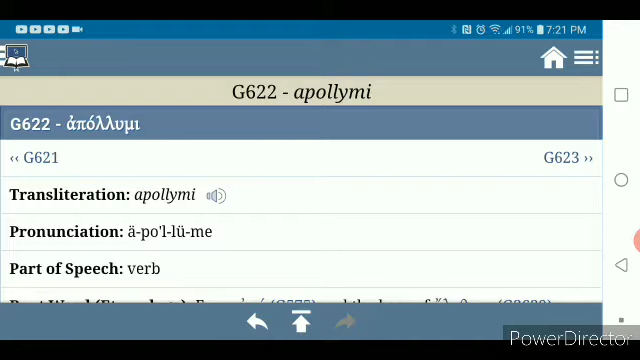 91% 7:21 PM
G622 - apollymi
G622 - ἀπόλλυμι
‹‹ G621 G623 ››
Transliteration: apollymi
Pronunciation: ä-po'l-lü-me
Part of Speech: verb
PowerDirector